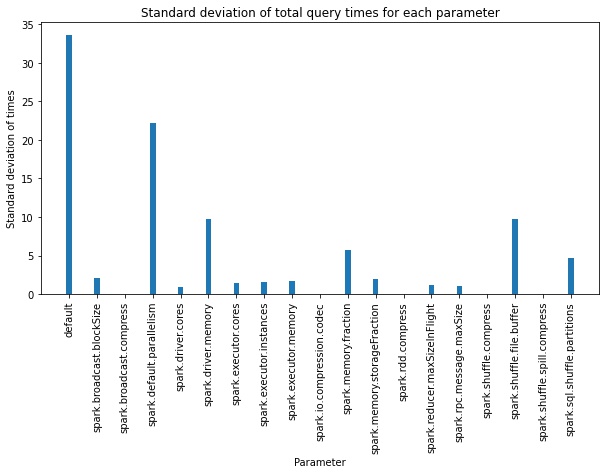 Standard deviation of total query times for each parameter
Standard deviation of times
35
30
25
20
15
10
5
0
default
spark.broadcast.blockSize
spark.broadcast.compress
spark.default.parallelism
spark.driver.cores
spark.driver.memory
spark.executor.cores
spark.executor.instances
spark.executor.memory
spark.io.compression.codec
spark.memory.fraction
spark.memory.storageFraction
spark.rdd.compress
spark.reducer.maxSizeInFlight
spark.rpc.message.maxSize
spark.shuffle.compress
spark.shuffle.file.buffer
spark.shuffle.spill.compress
spark.sql.shuffle.partitions
Parameter